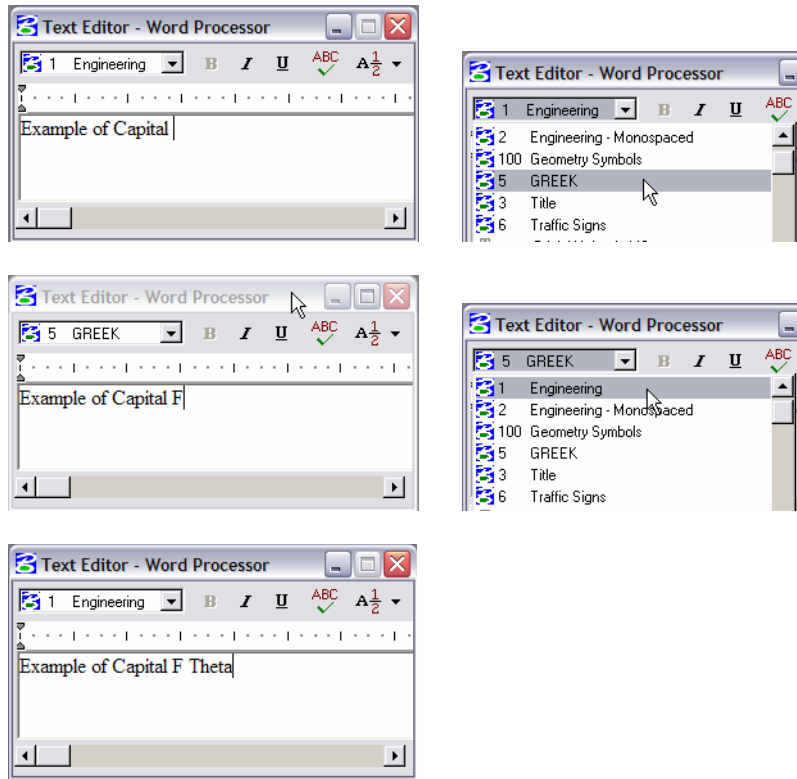 Text Editor - Word Processor
1 Engineering B I U ABC A½
Example of Capital
Text Editor - Word Processor
1 Engineering B I U ABC
2 Engineering - Monospaced
100 Geometry Symbols
5 GREEK
3 Title
6 Traffic Signs
Text Editor - Word Processor
5 GREEK B I U ABC A½
Example of Capital F
Text Editor - Word Processor
5 GREEK B I U ABC
1 Engineering
2 Engineering - Monospaced
100 Geometry Symbols
5 GREEK
3 Title
6 Traffic Signs
Text Editor - Word Processor
1 Engineering B I U ABC A½
Example of Capital F Theta